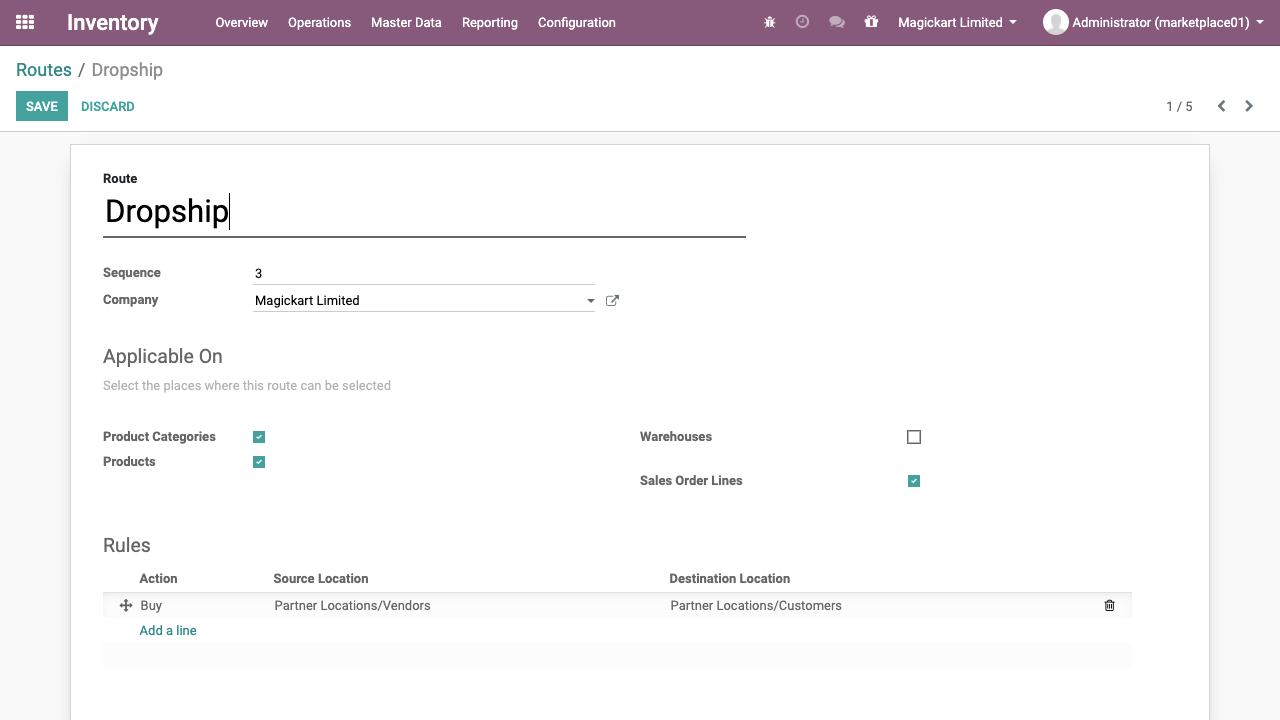 Inventory Overview Operations Master Data Reporting Configuration Magickart Limited Administrator (marketplace01)
Routes / Dropship
SAVE DISCARD 1 / 5
Route
Dropship
Sequence 3
Company Magickart Limited
Applicable On
Select the places where this route can be selected
Product Categories Warehouses
Products
Sales Order Lines
Rules
Action Source Location Destination Location
Buy Partner Locations/Vendors Partner Locations/Customers
Add a line